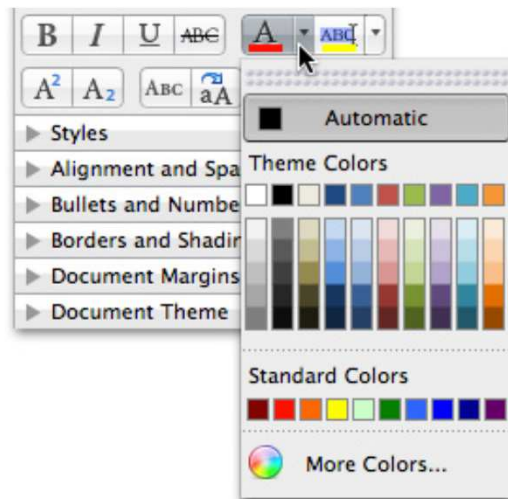 B I U ABC A ABC
A² A₂ ABC aA
Automatic
Styles
Theme Colors
Alignment and Spa
Bullets and Numbe
Borders and Shadin
Document Margins
Document Theme
Standard Colors
More Colors...